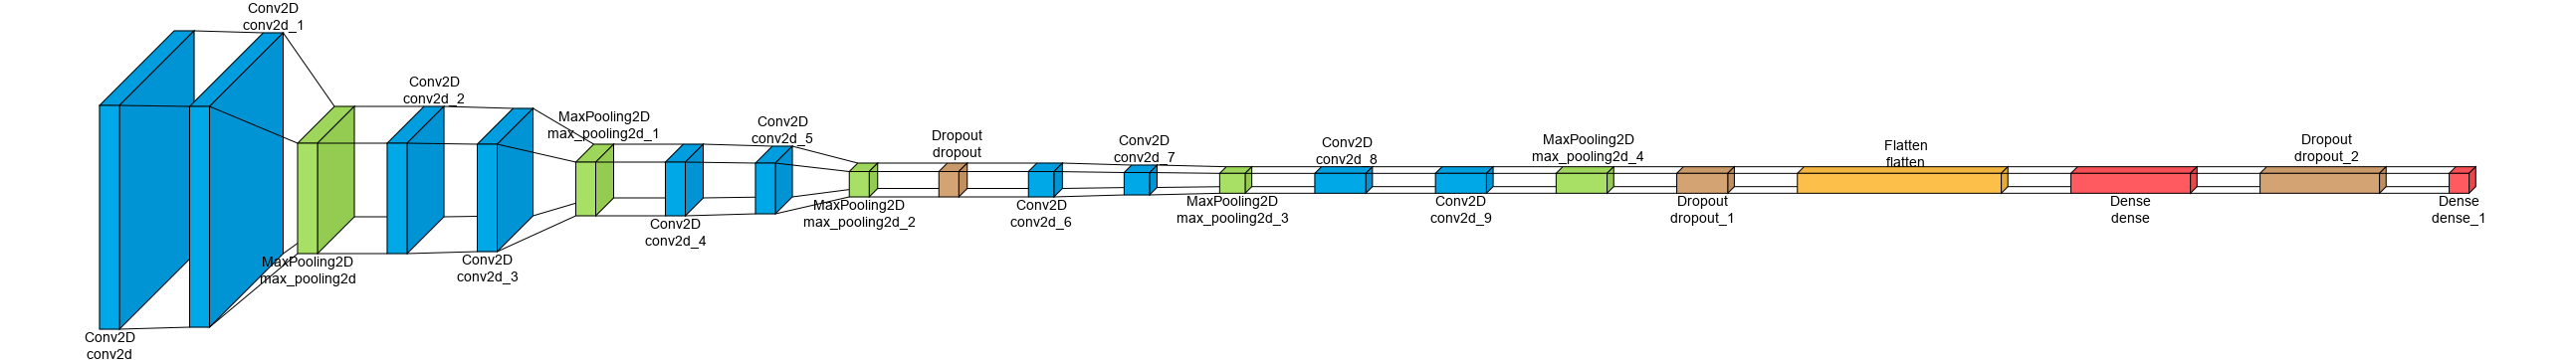 Conv2D
conv2d
Conv2D
conv2d_1
MaxPooling2D
max_pooling2d
Conv2D
conv2d_2
Conv2D
conv2d_3
MaxPooling2D
max_pooling2d_1
Conv2D
conv2d_4
Conv2D
conv2d_5
MaxPooling2D
max_pooling2d_2
Dropout
dropout
Conv2D
conv2d_6
Conv2D
conv2d_7
MaxPooling2D
max_pooling2d_3
Conv2D
conv2d_8
Conv2D
conv2d_9
MaxPooling2D
max_pooling2d_4
Dropout
dropout_1
Flatten
flatten
Dense
dense
Dropout
dropout_2
Dense
dense_1